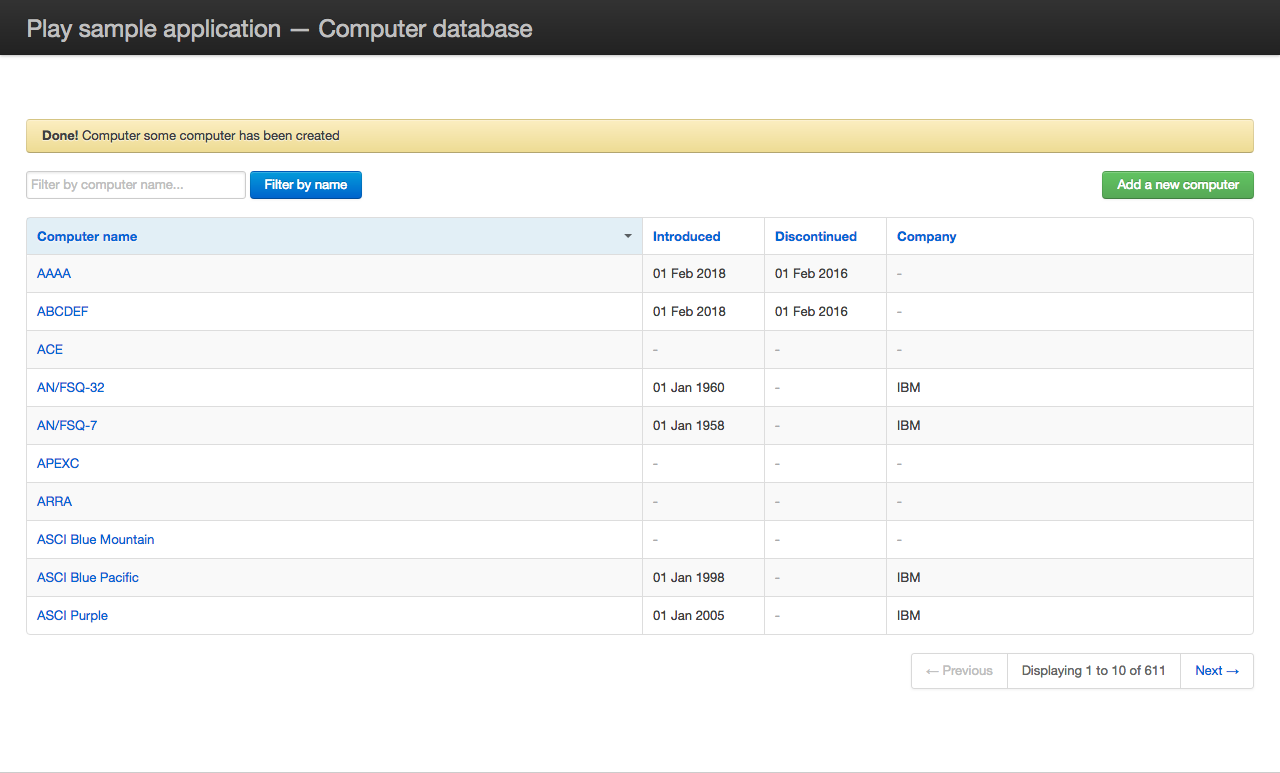 Play sample application — Computer database
Done! Computer some computer has been created
Filter by computer name... Filter by name Add a new computer
Computer name Introduced Discontinued Company
AAAA 01 Feb 2018 01 Feb 2016 -
ABCDEF 01 Feb 2018 01 Feb 2016 -
ACE - - -
AN/FSQ-32 01 Jan 1960 - IBM
AN/FSQ-7 01 Jan 1958 - IBM
APEXC - - -
ARRA - - -
ASCI Blue Mountain - - -
ASCI Blue Pacific 01 Jan 1998 - IBM
ASCI Purple 01 Jan 2005 - IBM
← Previous Displaying 1 to 10 of 611 Next →